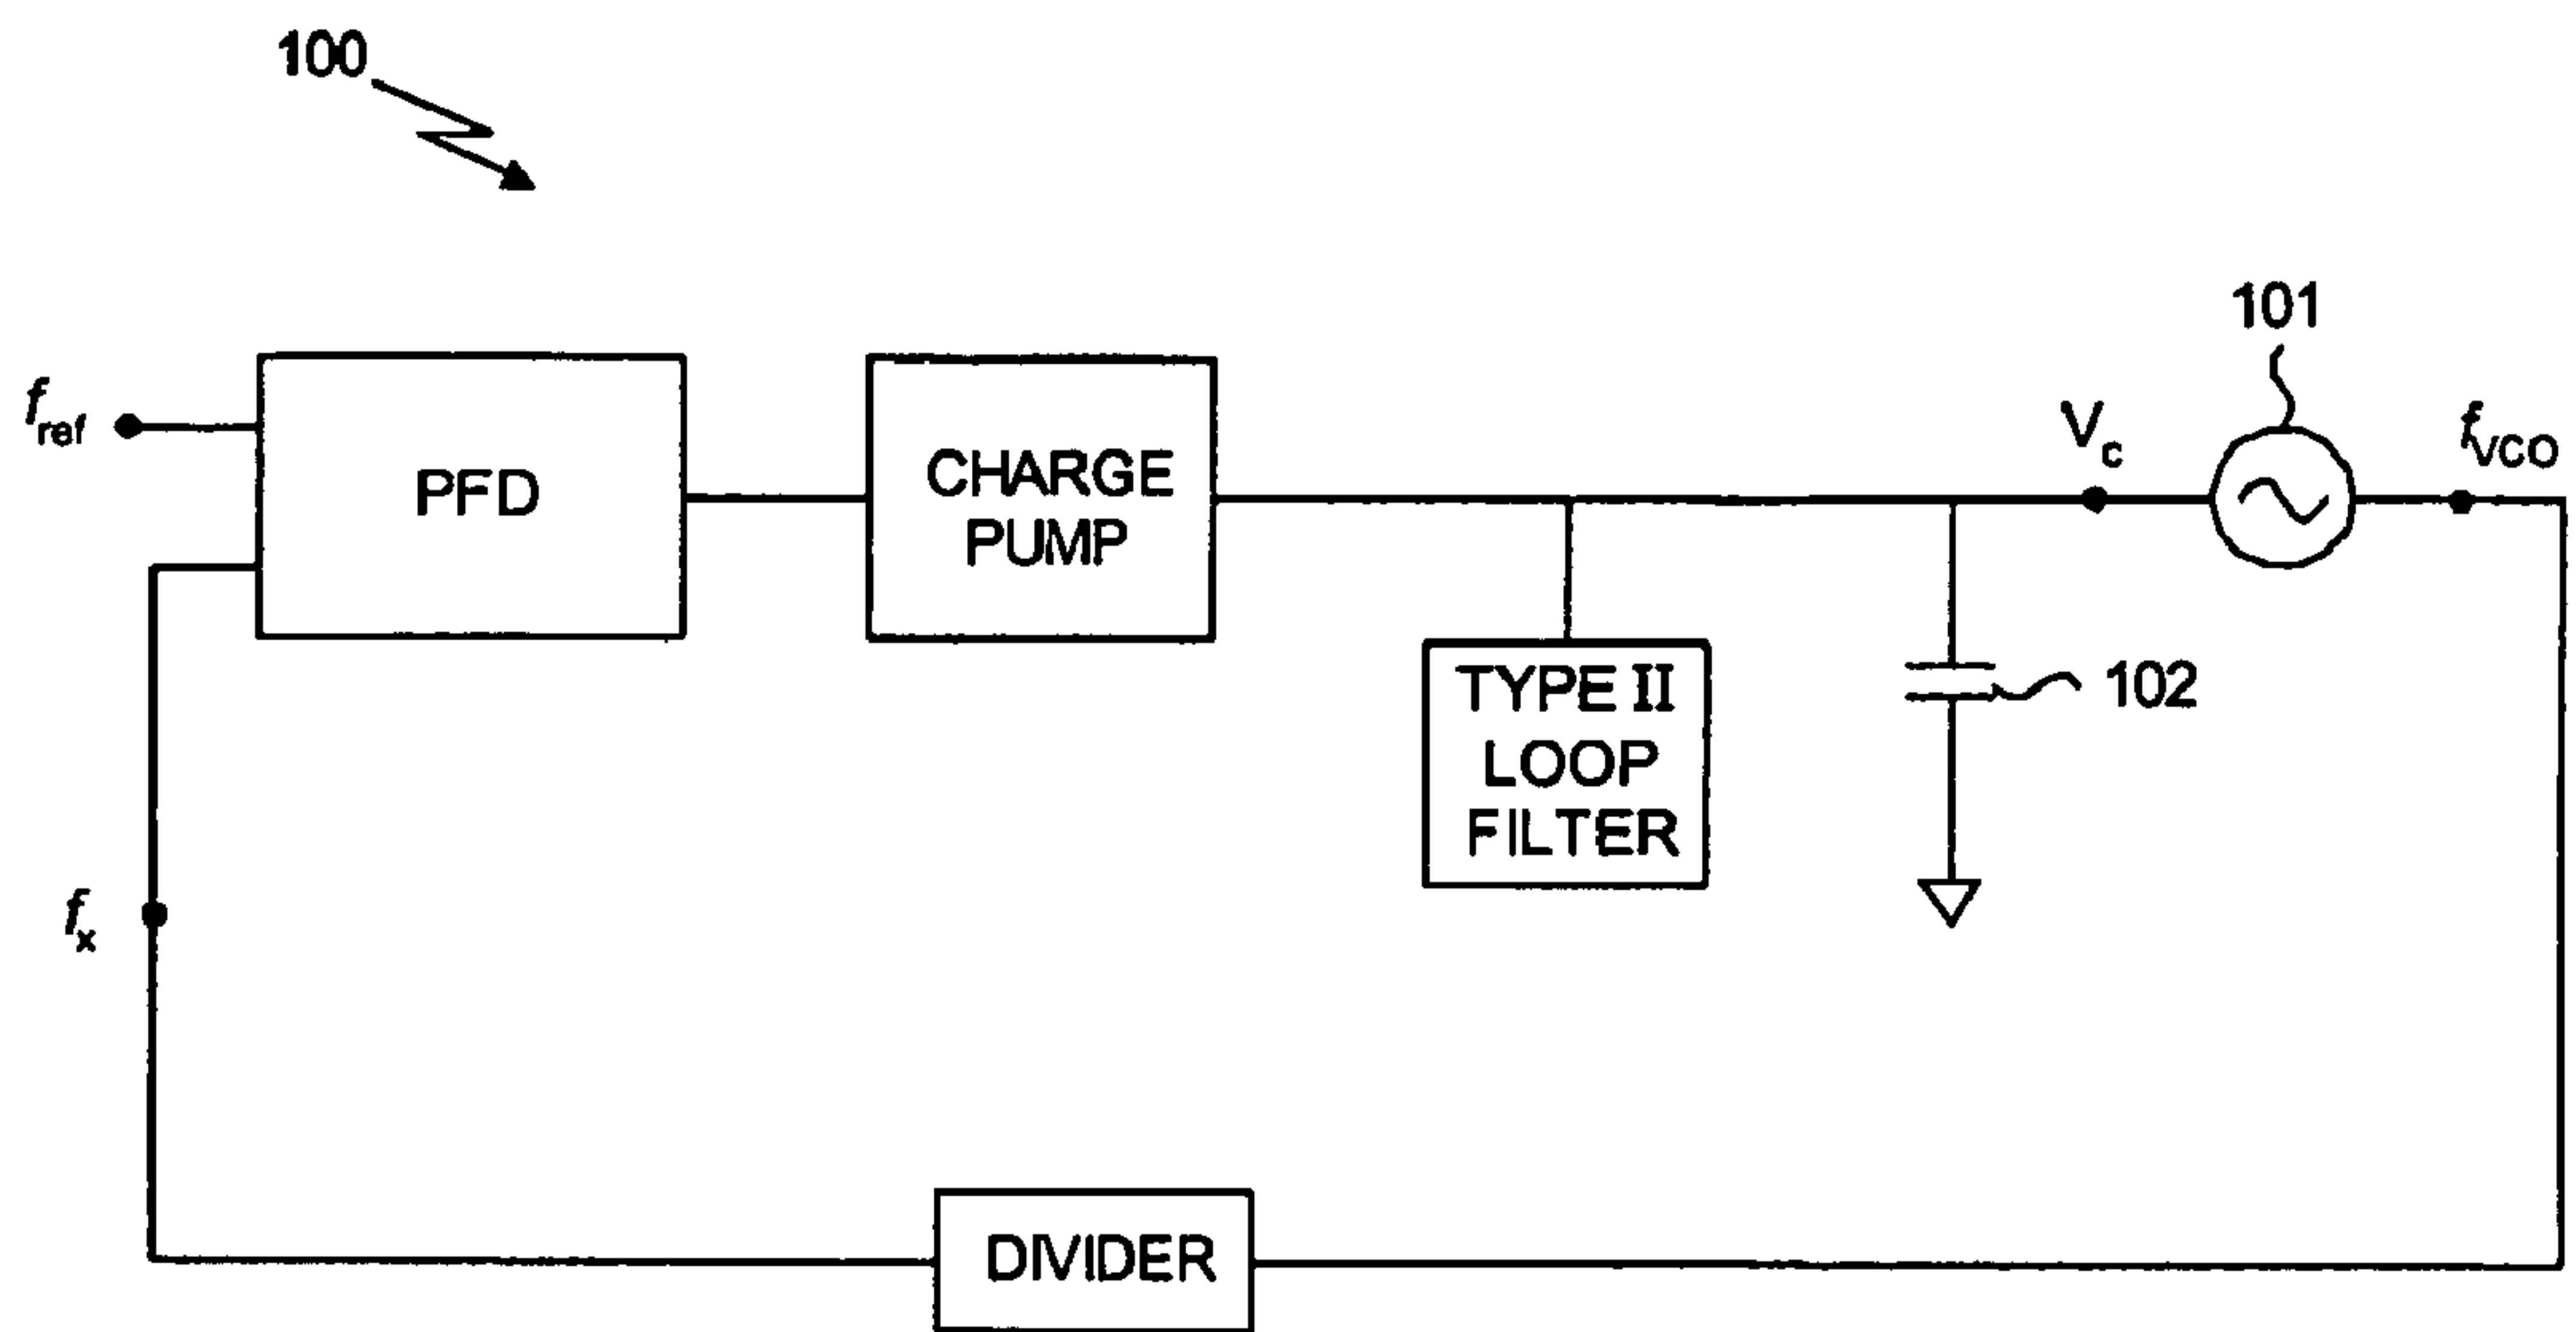 100
101
f_ref
PFD
CHARGE
PUMP
V_c
f_VCO
TYPE II
LOOP
FILTER
102
f_x
DIVIDER